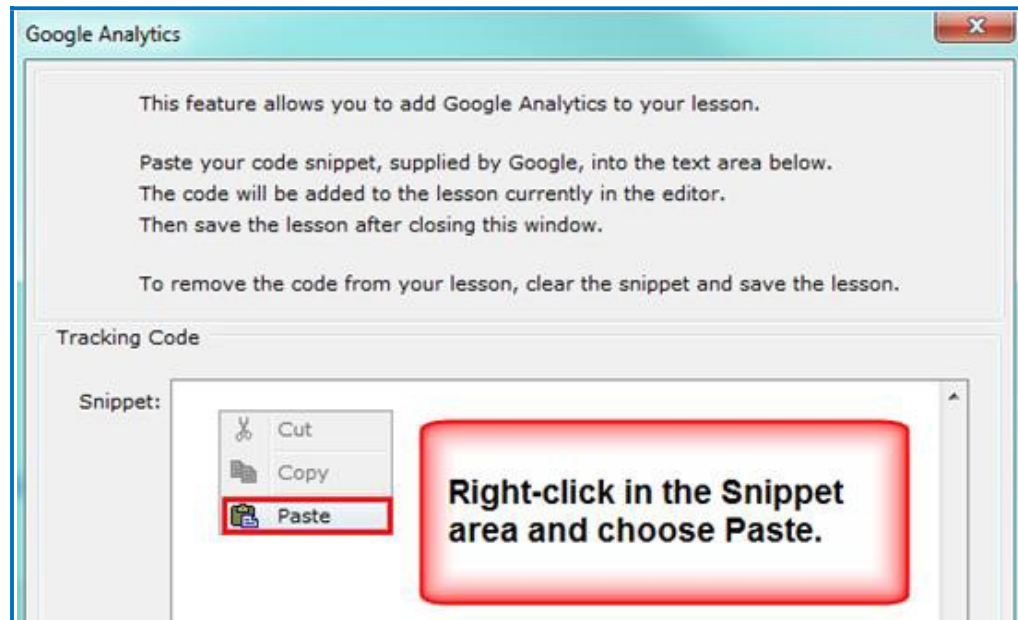 Google Analytics
This feature allows you to add Google Analytics to your lesson.
Paste your code snippet, supplied by Google, into the text area below.
The code will be added to the lesson currently in the editor.
Then save the lesson after closing this window.
To remove the code from your lesson, clear the snippet and save the lesson.
Tracking Code
Snippet:
Cut
Copy
Paste
Right-click in the Snippet
area and choose Paste.